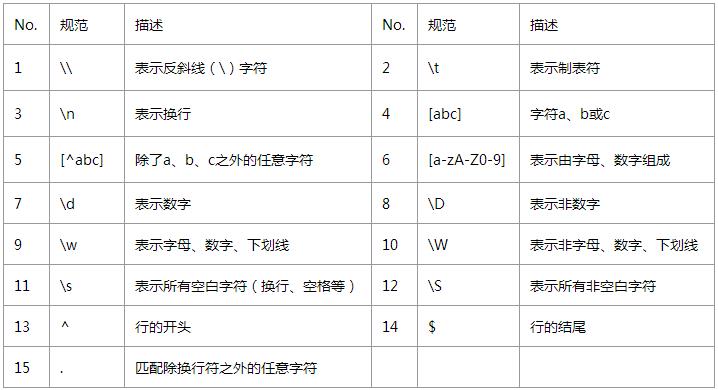 No. 规范 描述 No. 规范 描述
1 \\ 表示反斜线（\）字符 2 \t 表示制表符
3 \n 表示换行 4 [abc] 字符a、b或c
5 [^abc] 除了a、b、c之外的任意字符 6 [a-zA-Z0-9] 表示由字母、数字组成
7 \d 表示数字 8 \D 表示非数字
9 \w 表示字母、数字、下划线 10 \W 表示非字母、数字、下划线
11 \s 表示所有空白字符（换行、空格等） 12 \S 表示所有非空白字符
13 ^ 行的开头 14 $ 行的结尾
15 . 匹配除换行符之外的任意字符